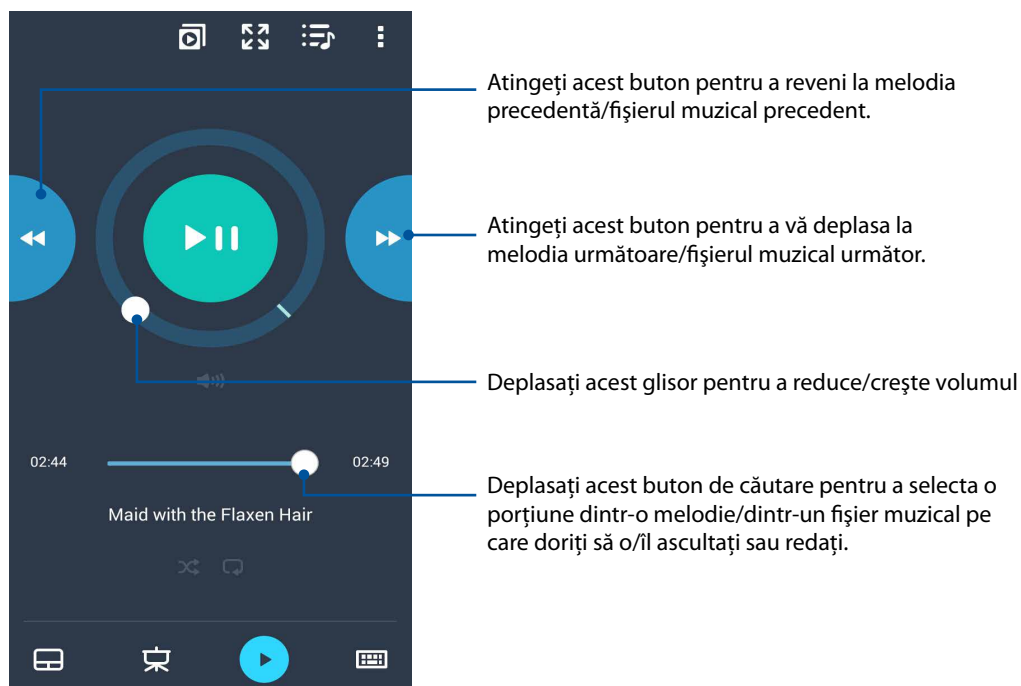 Atingeți acest buton pentru a reveni la melodia
precedentă/fişierul muzical precedent.
Atingeți acest buton pentru a vă deplasa la
melodia următoare/fişierul muzical următor.
Deplasați acest glisor pentru a reduce/creşte volumul
02:44
02:49
Maid with the Flaxen Hair
Deplasați acest buton de căutare pentru a selecta o
porțiune dintr-o melodie/dintr-un fişier muzical pe
care doriți să o/îl ascultați sau redați.